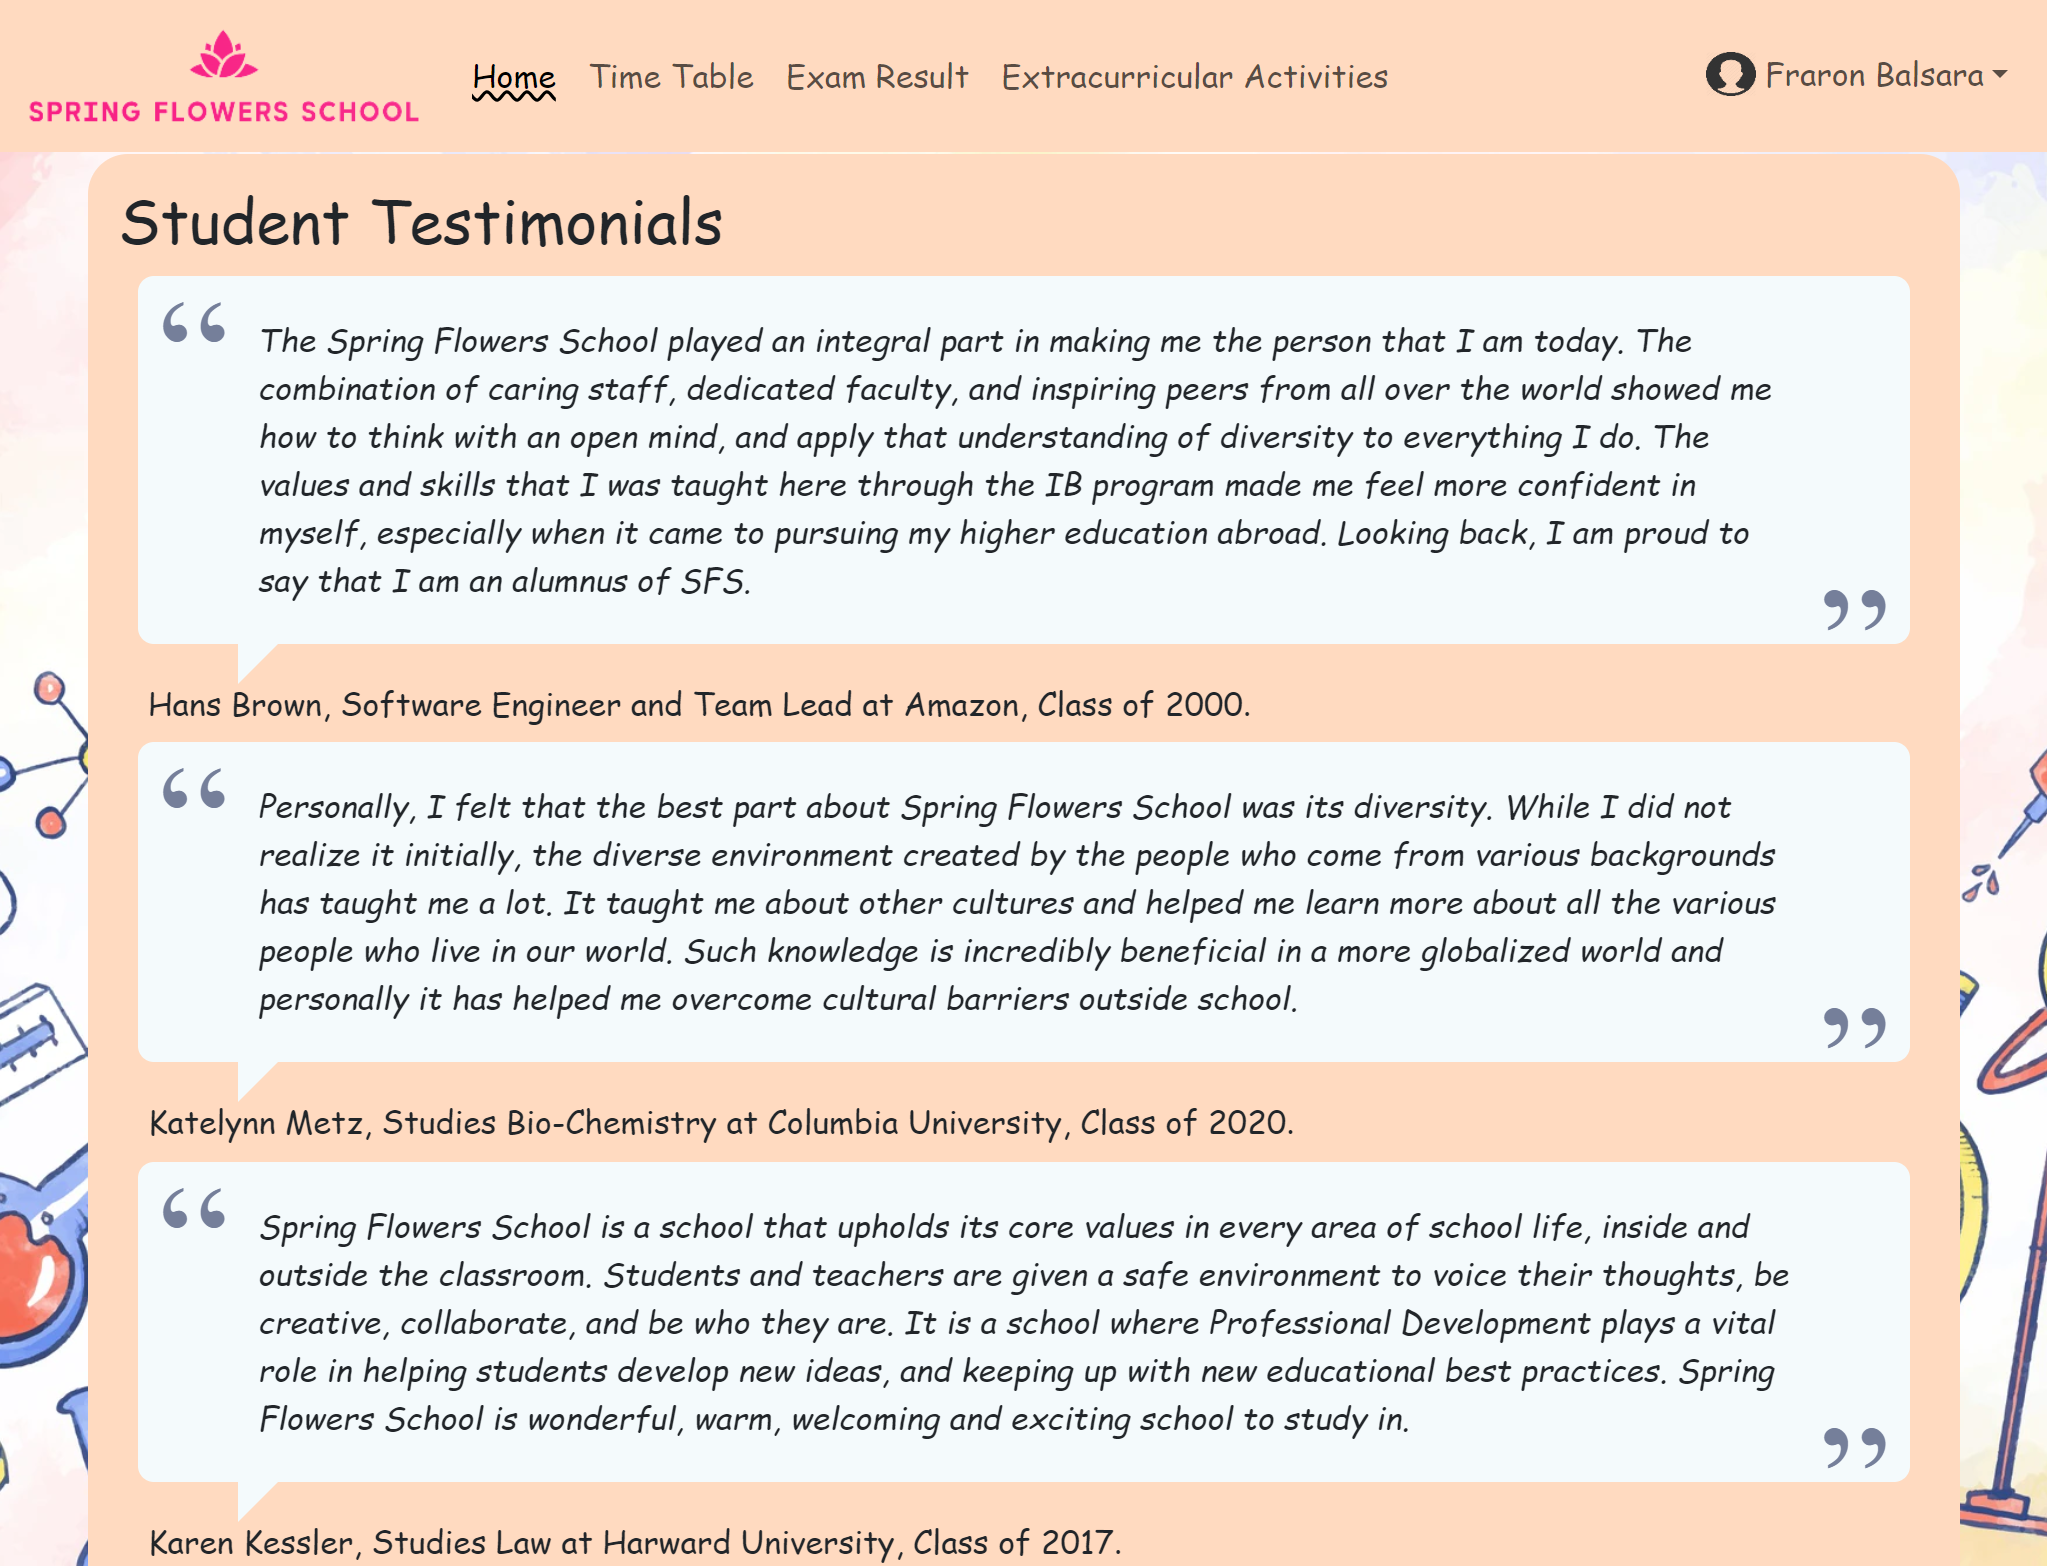 SPRING FLOWERS SCHOOL
Home
Time Table
Exam Result
Extracurricular Activities
Fraron Balsara
Student Testimonials
“
The Spring Flowers School played an integral part in making me the person that I am today. The
combination of caring staff, dedicated faculty, and inspiring peers from all over the world showed me
how to think with an open mind, and apply that understanding of diversity to everything I do. The
values and skills that I was taught here through the IB program made me feel more confident in
myself, especially when it came to pursuing my higher education abroad. Looking back, I am proud to
say that I am an alumnus of SFS.
”
Hans Brown, Software Engineer and Team Lead at Amazon, Class of 2000.
“
Personally, I felt that the best part about Spring Flowers School was its diversity. While I did not
realize it initially, the diverse environment created by the people who come from various backgrounds
has taught me a lot. It taught me about other cultures and helped me learn more about all the various
people who live in our world. Such knowledge is incredibly beneficial in a more globalized world and
personally it has helped me overcome cultural barriers outside school.
”
Katelynn Metz, Studies Bio-Chemistry at Columbia University, Class of 2020.
“
Spring Flowers School is a school that upholds its core values in every area of school life, inside and
outside the classroom. Students and teachers are given a safe environment to voice their thoughts, be
creative, collaborate, and be who they are. It is a school where Professional Development plays a vital
role in helping students develop new ideas, and keeping up with new educational best practices. Spring
Flowers School is wonderful, warm, welcoming and exciting school to study in.
”
Karen Kessler, Studies Law at Harward University, Class of 2017.